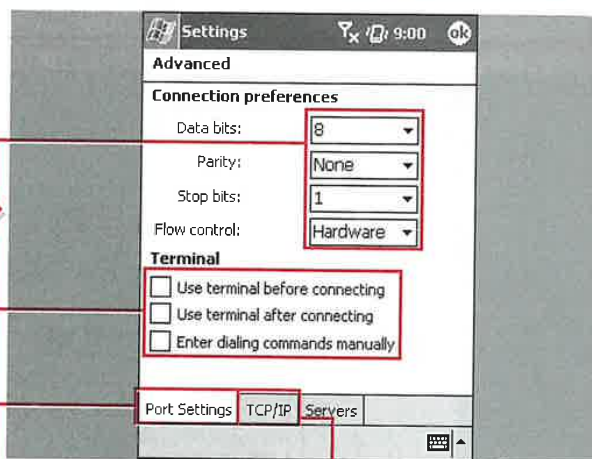 Settings 9:00 ok
Advanced
Connection preferences
Data bits: 8
Parity: None
Stop bits: 1
Flow control: Hardware
Terminal
Use terminal before connecting
Use terminal after connecting
Enter dialing commands manually
Port Settings TCP/IP Servers